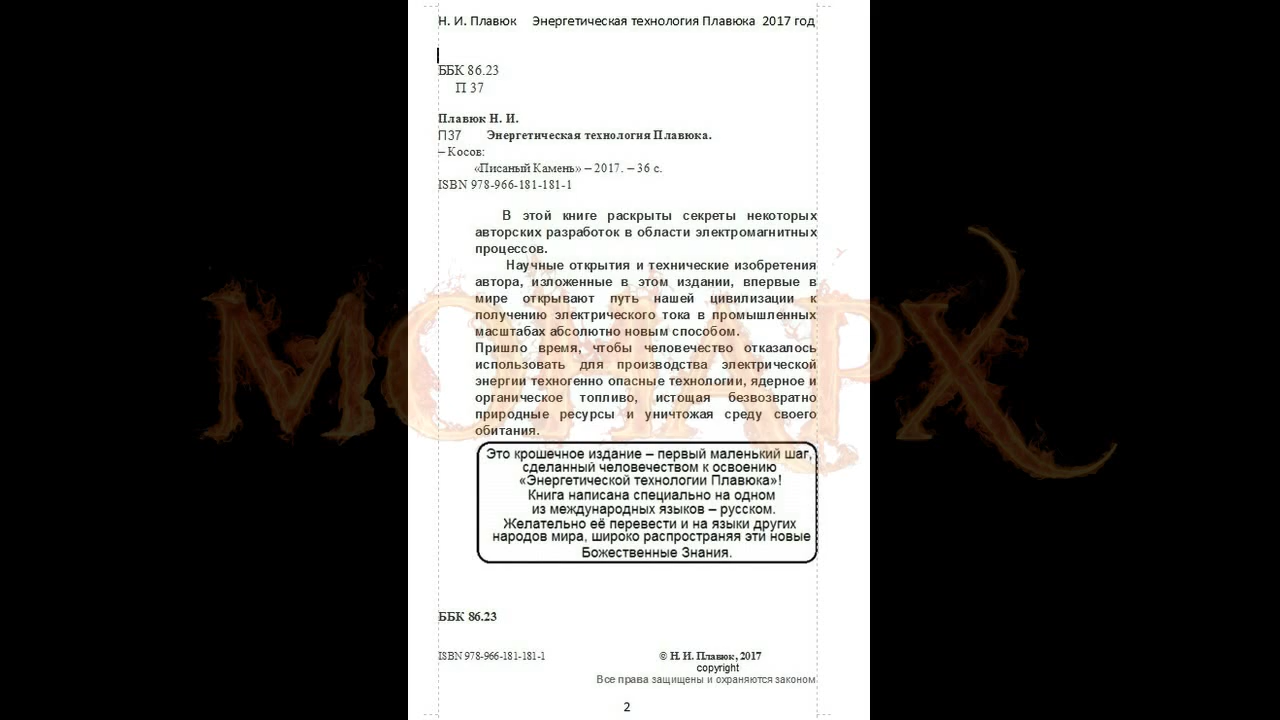 Н. И. Плавюк Энергетическая технология Плавюка 2017 год
ББК 86.23
П 37
Плавюк Н. И.
П37 Энергетическая технология Плавюка.
– Косов:
«Писаный Камень» – 2017. – 36 с.
ISBN 978-966-181-181-1
В этой книге раскрыты секреты некоторых
авторских разработок в области электромагнитных
процессов.
Научные открытия и технические изобретения
автора, изложенные в этом издании, впервые в
мире открывают путь нашей цивилизации к
получению электрического тока в промышленных
масштабах абсолютно новым способом.
Пришло время, чтобы человечество отказалось
использовать для производства электрической
энергии техногенно опасные технологии, ядерное и
органическое топливо, истощая безвозвратно
природные ресурсы и уничтожая среду своего
обитания.
МОНАРХ
Это крошечное издание – первый маленький шаг,
сделанный человечеством к освоению
«Энергетической технологии Плавюка»!
Книга написана специально на одном
из международных языков – русском.
Желательно её перевести и на языки других
народов мира, широко распространяя эти новые
Божественные Знания.
ББК 86.23
ISBN 978-966-181-181-1 © Н. И. Плавюк, 2017
copyright
Все права защищены и охраняются законом
2